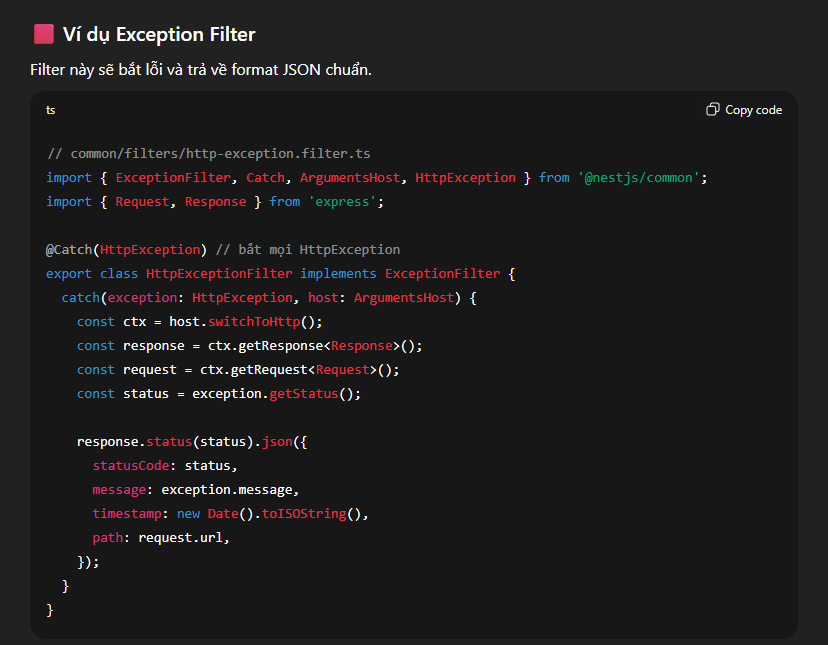 Ví dụ Exception Filter
Filter này sẽ bắt lỗi và trả về format JSON chuẩn.
ts
Copy code
// common/filters/http-exception.filter.ts
import { ExceptionFilter, Catch, ArgumentsHost, HttpException } from '@nestjs/common';
import { Request, Response } from 'express';

@Catch(HttpException) // bắt mọi HttpException
export class HttpExceptionFilter implements ExceptionFilter {
  catch(exception: HttpException, host: ArgumentsHost) {
    const ctx = host.switchToHttp();
    const response = ctx.getResponse<Response>();
    const request = ctx.getRequest<Request>();
    const status = exception.getStatus();

    response.status(status).json({
      statusCode: status,
      message: exception.message,
      timestamp: new Date().toISOString(),
      path: request.url,
    });
  }
}